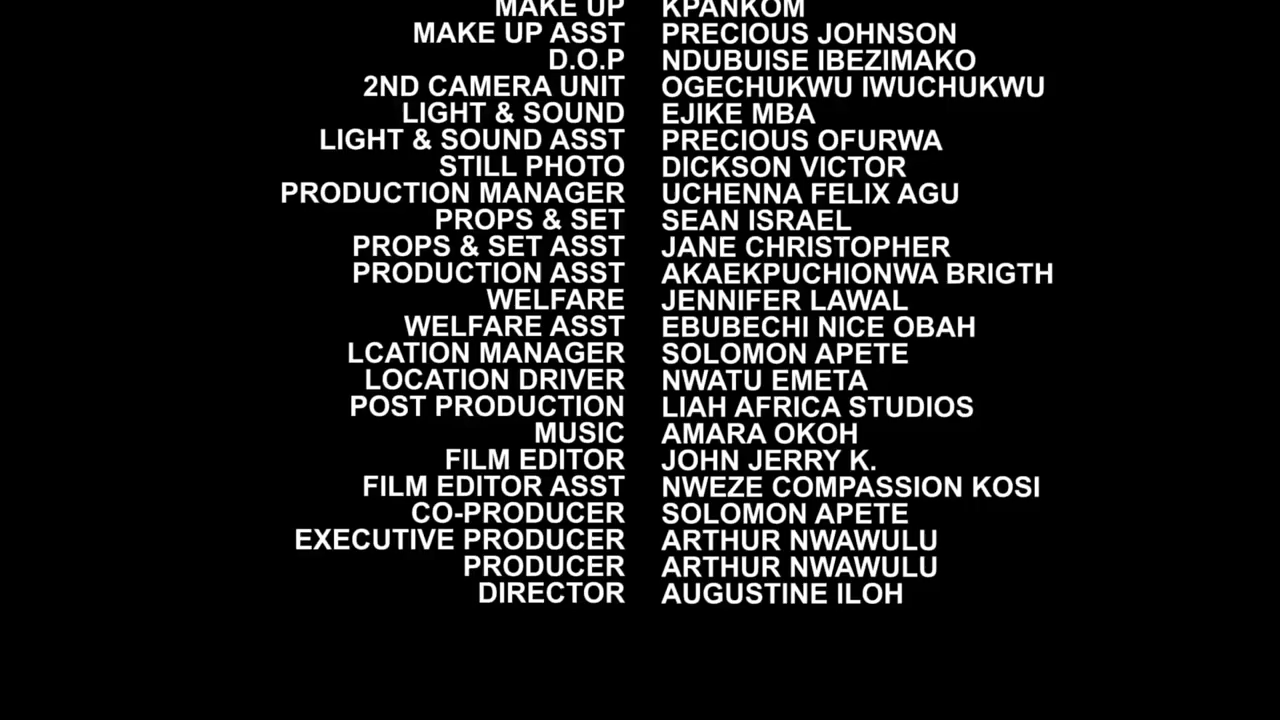 MAKE UP KPANKOM
MAKE UP ASST PRECIOUS JOHNSON
D.O.P NDUBUISE IBEZIMAKO
2ND CAMERA UNIT OGECHUKWU IWUCHUKWU
LIGHT & SOUND EJIKE MBA
LIGHT & SOUND ASST PRECIOUS OFURWA
STILL PHOTO DICKSON VICTOR
PRODUCTION MANAGER UCHENNA FELIX AGU
PROPS & SET SEAN ISRAEL
PROPS & SET ASST JANE CHRISTOPHER
PRODUCTION ASST AKAEKPUCHIONWA BRIGTH
WELFARE JENNIFER LAWAL
WELFARE ASST EBUBECHI NICE OBAH
LCATION MANAGER SOLOMON APETE
LOCATION DRIVER NWATU EMETA
POST PRODUCTION LIAH AFRICA STUDIOS
MUSIC AMARA OKOH
FILM EDITOR JOHN JERRY K.
FILM EDITOR ASST NWEZE COMPASSION KOSI
CO-PRODUCER SOLOMON APETE
EXECUTIVE PRODUCER ARTHUR NWAWULU
PRODUCER ARTHUR NWAWULU
DIRECTOR AUGUSTINE ILOH